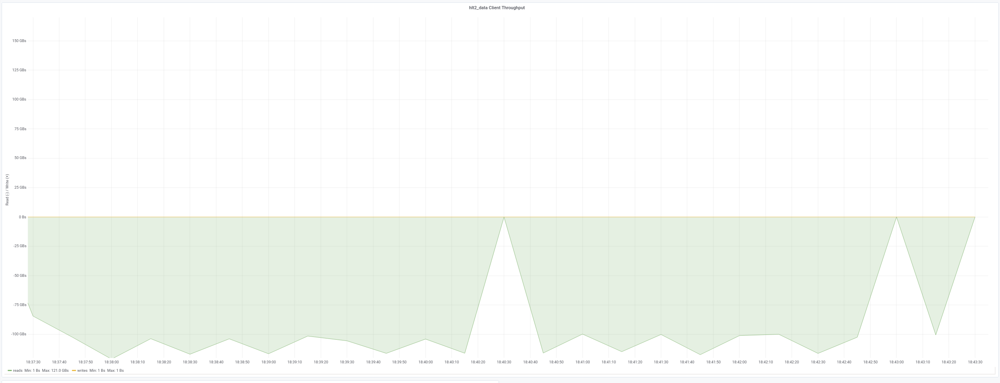 hlt2_data Client Throughput
Read (-) / Write (+)
150 GBs
125 GBs
100 GBs
75 GBs
50 GBs
25 GBs
0 Bs
-25 GBs
-50 GBs
-75 GBs
-100 GBs
18:37:30 18:37:40 18:37:50 18:38:00 18:38:10 18:38:20 18:38:30 18:38:40 18:38:50 18:39:00 18:39:10 18:39:20 18:39:30 18:39:40 18:39:50 18:40:00 18:40:10 18:40:20 18:40:30 18:40:40 18:40:50 18:41:00 18:41:10 18:41:20 18:41:30 18:41:40 18:41:50 18:42:00 18:42:10 18:42:20 18:42:30 18:42:40 18:42:50 18:43:00 18:43:10 18:43:20 18:43:30
reads Min: 1 Bs Max: 121.0 GBs writes Min: 1 Bs Max: 1 Bs